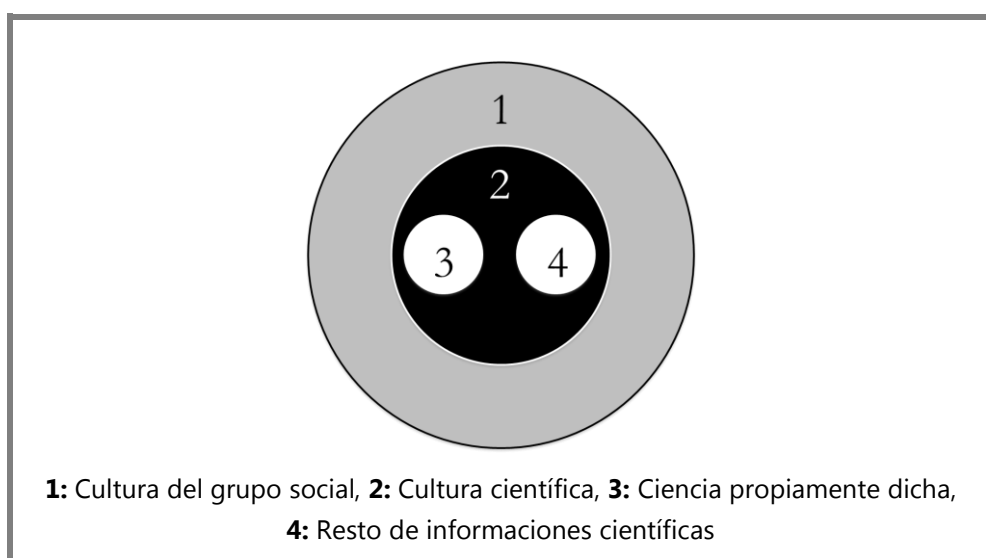 1
2
3 4
1: Cultura del grupo social, 2: Cultura científica, 3: Ciencia propiamente dicha,
4: Resto de informaciones científicas